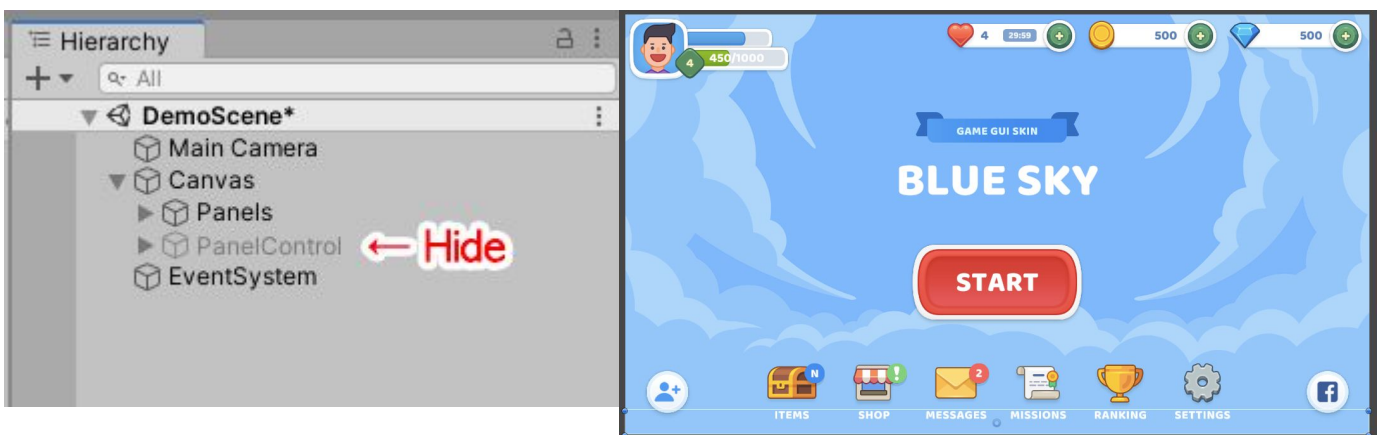 Hierarchy
All
DemoScene*
Main Camera
Canvas
Panels
PanelControl
Hide
EventSystem
4
450/1000
4
29:59
500
500
GAME GUI SKIN
BLUE SKY
START
N
2
ITEMS
SHOP
MESSAGES
MISSIONS
RANKING
SETTINGS